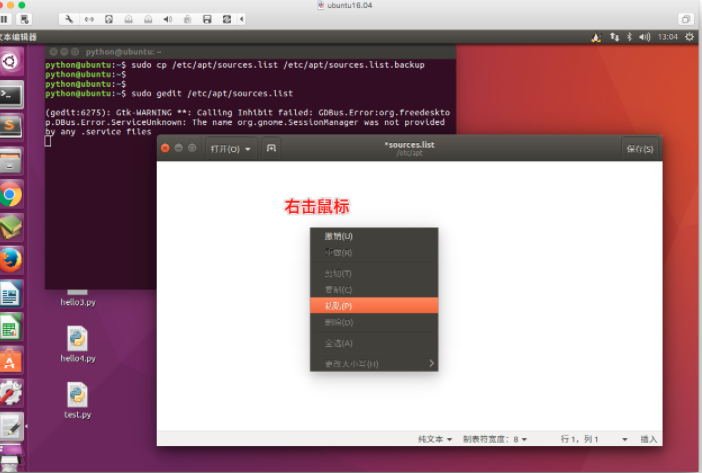 ubuntu16.04
文本编辑器
13:04
python@ubuntu: ~
python@ubuntu:~$ sudo cp /etc/apt/sources.list /etc/apt/sources.list.backup
python@ubuntu:~$
python@ubuntu:~$
python@ubuntu:~$ sudo gedit /etc/apt/sources.list
(gedit:6275): Gtk-WARNING **: Calling Inhibit failed: GDBus.Error:org.freedeskto
p.DBus.Error.ServiceUnknown: The name org.gnome.SessionManager was not provided
by any .service files
打开(O)
*sources.list
/etc/apt
保存(S)
右击鼠标
撤销(U)
重做(R)
剪切(T)
复制(C)
粘贴(P)
删除(D)
全选(A)
更改大小写(H)
hello3.py
hello4.py
test.py
纯文本
制表符宽度：8
行 1，列 1
插入